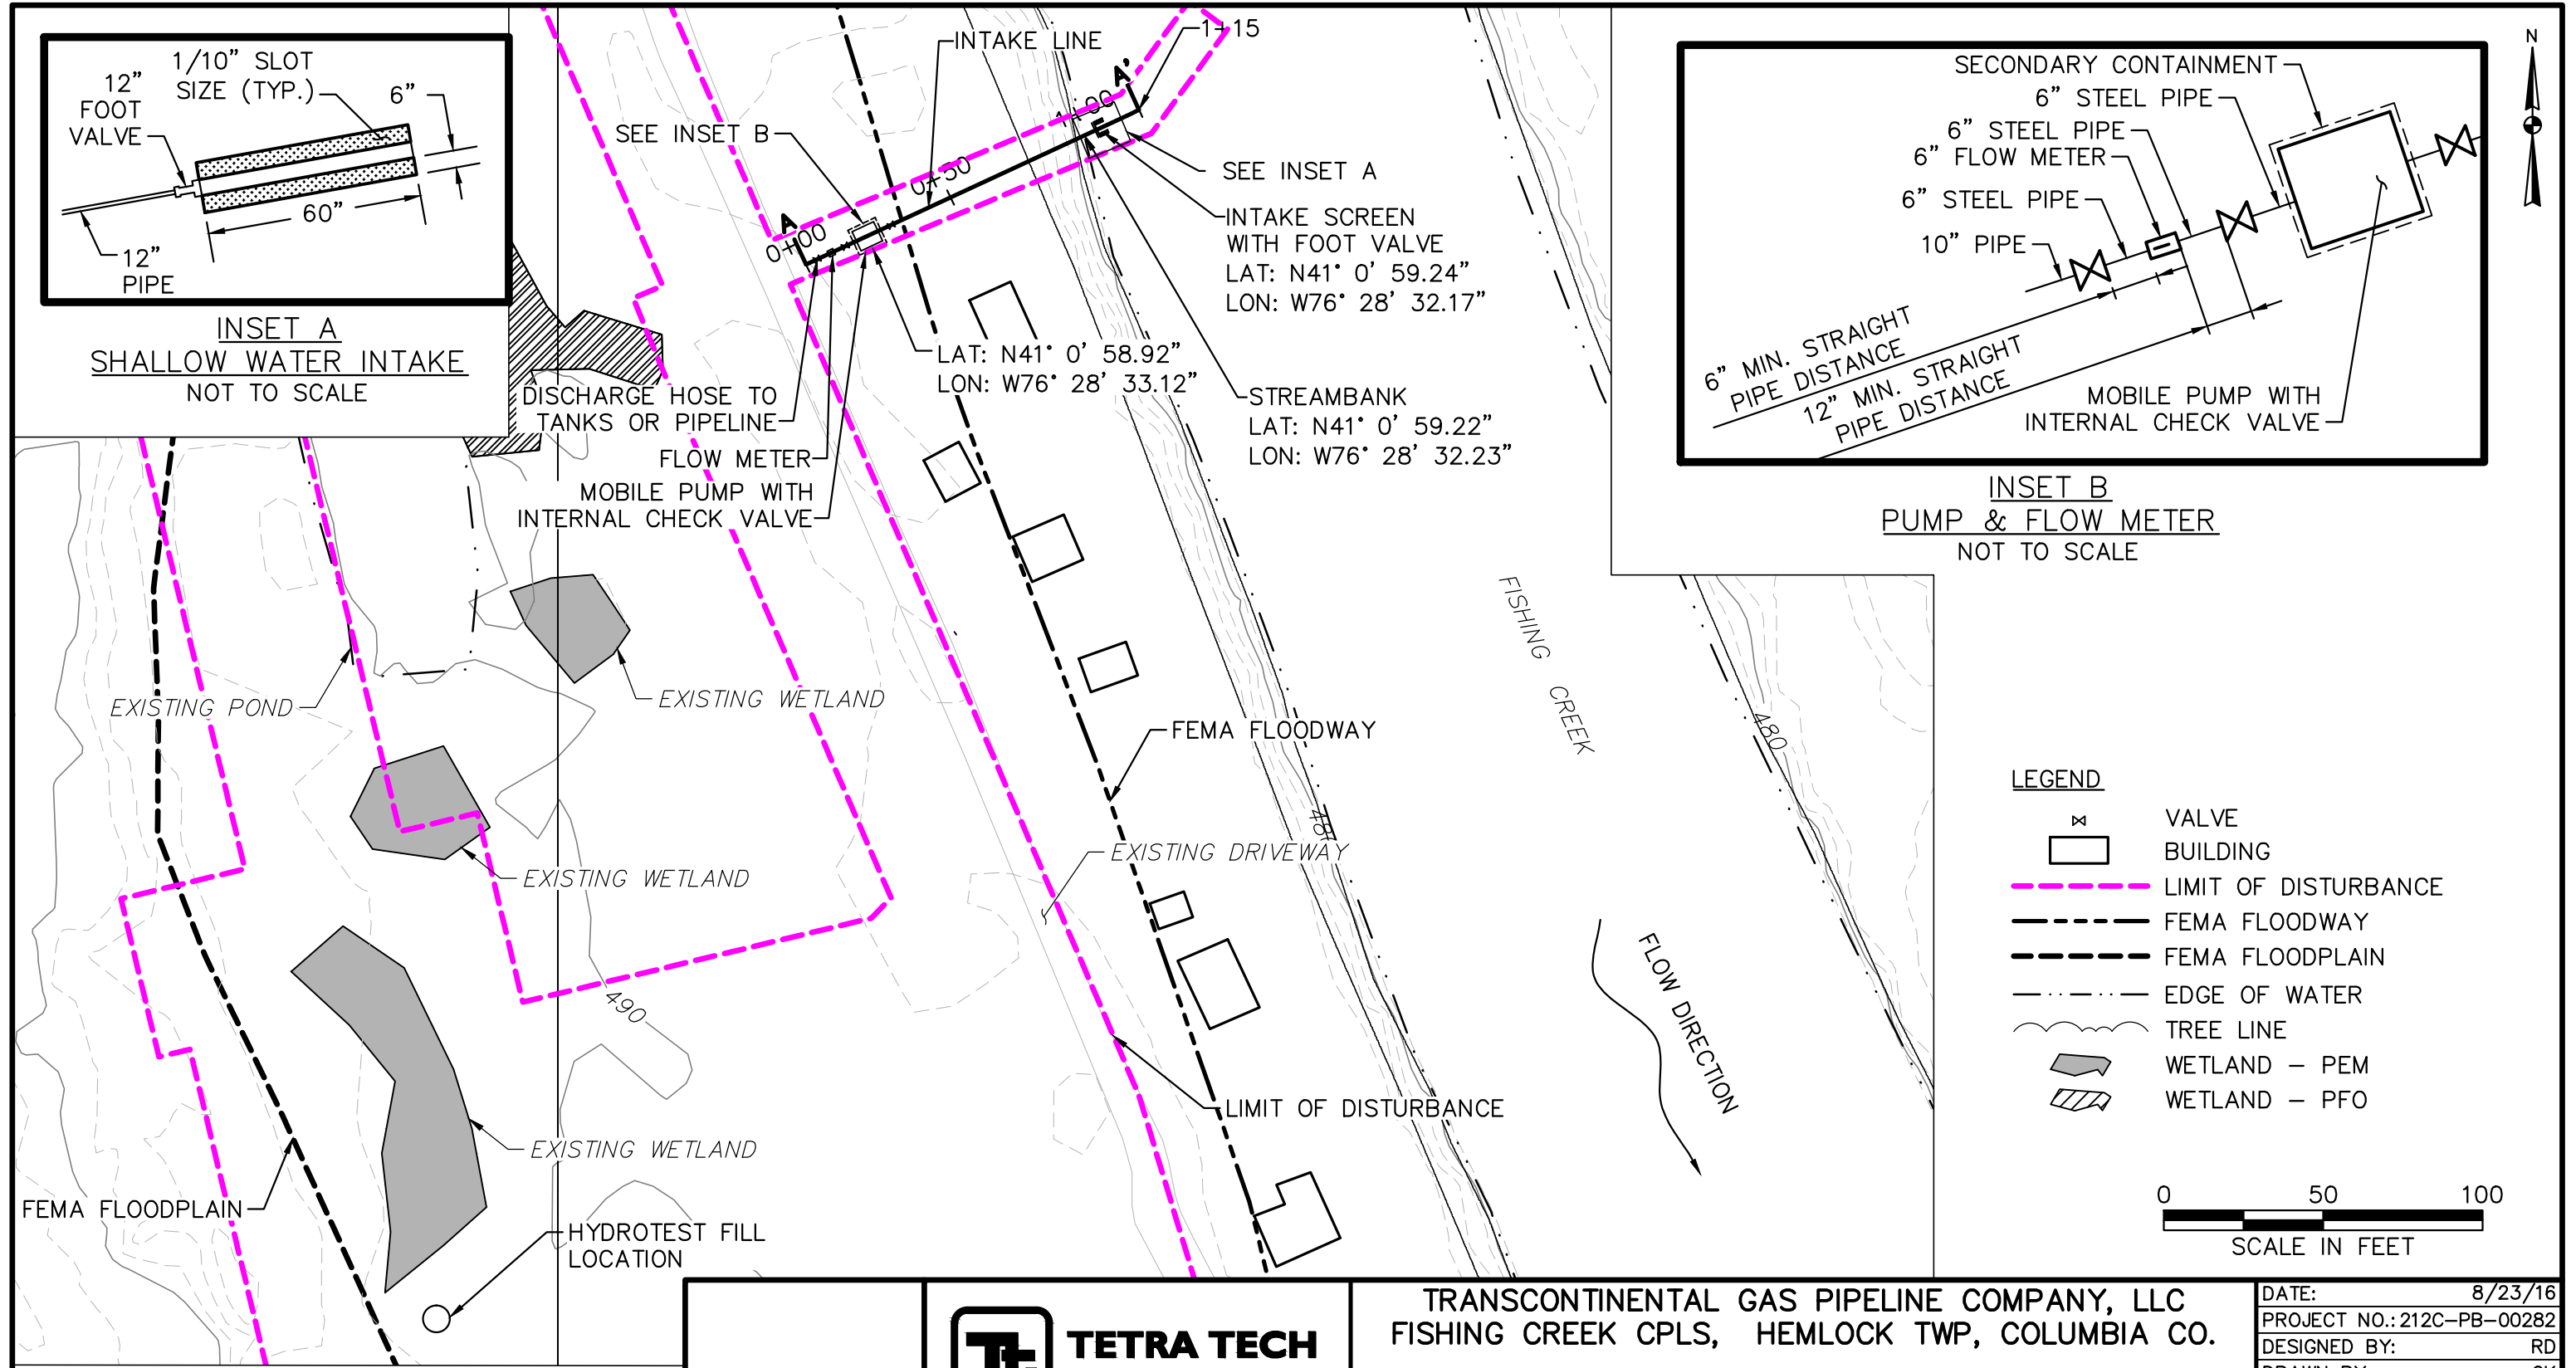 1/10” SLOT
SIZE (TYP.)
12”
FOOT
VALVE
6”
60”
12”
PIPE
INSET A
SHALLOW WATER INTAKE
NOT TO SCALE
INTAKE LINE
1+15
A’
1+00
SEE INSET B
0+50
A
0+00
SEE INSET A
INTAKE SCREEN
WITH FOOT VALVE
LAT: N41° 0’ 59.24”
LON: W76° 28’ 32.17”
LAT: N41° 0’ 58.92”
LON: W76° 28’ 33.12”
STREAMBANK
LAT: N41° 0’ 59.22”
LON: W76° 28’ 32.23”
DISCHARGE HOSE TO
TANKS OR PIPELINE
FLOW METER
MOBILE PUMP WITH
INTERNAL CHECK VALVE
N
SECONDARY CONTAINMENT
6” STEEL PIPE
6” STEEL PIPE
6” FLOW METER
6” STEEL PIPE
10” PIPE
6” MIN. STRAIGHT
PIPE DISTANCE
12” MIN. STRAIGHT
PIPE DISTANCE
MOBILE PUMP WITH
INTERNAL CHECK VALVE
INSET B
PUMP & FLOW METER
NOT TO SCALE
EXISTING POND
EXISTING WETLAND
EXISTING WETLAND
EXISTING WETLAND
FEMA FLOODWAY
EXISTING DRIVEWAY
FISHING CREEK
480
480
490
FLOW DIRECTION
LIMIT OF DISTURBANCE
FEMA FLOODPLAIN
HYDROTEST FILL
LOCATION
LEGEND
VALVE
BUILDING
LIMIT OF DISTURBANCE
FEMA FLOODWAY
FEMA FLOODPLAIN
EDGE OF WATER
TREE LINE
WETLAND – PEM
WETLAND – PFO
0 50 100
SCALE IN FEET
TETRA TECH
TRANSCONTINENTAL GAS PIPELINE COMPANY, LLC
FISHING CREEK CPLS, HEMLOCK TWP, COLUMBIA CO.
DATE: 8/23/16
PROJECT NO.: 212C–PB–00282
DESIGNED BY: RD